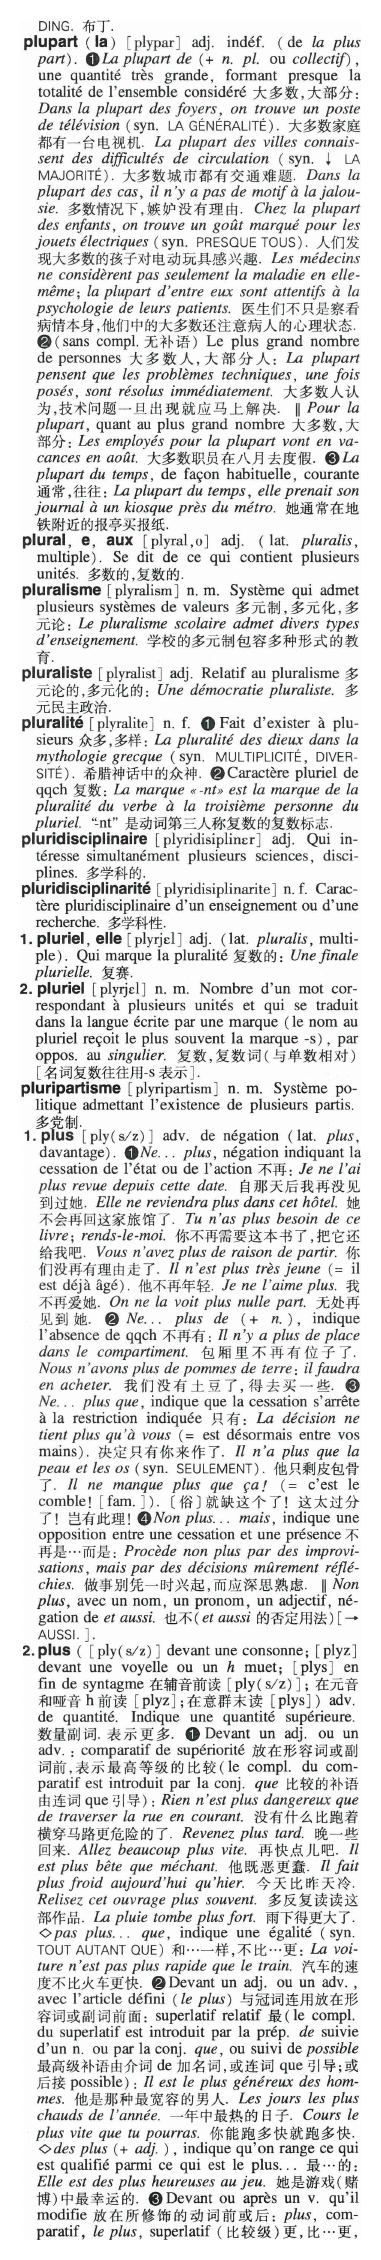 DING. 布丁.
plupart (la) [plypar] adj. indéf. (de la plus
part). ❶La plupart de (+ n. pl. ou collectif),
une quantité très grande, formant presque la
totalité de l'ensemble considéré 大多数,大部分:
Dans la plupart des foyers, on trouve un poste
de télévision (syn. LA GÉNÉRALITÉ). 大多数家庭
都有一台电视机. La plupart des villes connais-
sent des difficultés de circulation (syn. ↓ LA
MAJORITÉ). 大多数城市都有交通难题. Dans la
plupart des cas, il n'y a pas de motif à la jalou-
sie. 多数情况下,嫉妒没有理由. Chez la plupart
des enfants, on trouve un goût marqué pour les
jouets électriques (syn. PRESQUE TOUS). 人们发
现大多数的孩子对电动玩具感兴趣. Les médecins
ne considèrent pas seulement la maladie en elle-
même; la plupart d'entre eux sont attentifs à la
psychologie de leurs patients. 医生们不只是察看
病情本身,他们中的大多数还注意病人的心理状态.
❷(sans compl. 无补语) Le plus grand nombre
de personnes 大多数人,大部分人: La plupart
pensent que les problèmes techniques, une fois
posés, sont résolus immédiatement. 大多数人认
为,技术问题一旦出现就应马上解决. ‖ Pour la
plupart, quant au plus grand nombre 大多数,大
部分: Les employés pour la plupart vont en va-
cances en août. 大多数职员在八月去度假. ❸La
plupart du temps, de façon habituelle, courante
通常,往往: La plupart du temps, elle prenait son
journal à un kiosque près du métro. 她通常在地
铁附近的报亭买报纸.
plural, e, aux [plyral,o] adj. (lat. pluralis,
multiple). Se dit de ce qui contient plusieurs
unités. 多数的,复数的.
pluralisme [plyralism] n. m. Système qui admet
plusieurs systèmes de valeurs 多元制,多元化,多
元论: Le pluralisme scolaire admet divers types
d'enseignement. 学校的多元制包容多种形式的教
育.
pluraliste [plyralist] adj. Relatif au pluralisme 多
元论的,多元化的: Une démocratie pluraliste. 多
元民主政治.
pluralité [plyralite] n. f. ❶ Fait d'exister à plu-
sieurs 众多,多样: La pluralité des dieux dans la
mythologie grecque (syn. MULTIPLICITÉ, DIVER-
SITÉ). 希腊神话中的众神. ❷Caractère pluriel de
qqch 复数: La marque «-nt» est la marque de la
pluralité du verbe à la troisième personne du
pluriel. “-nt” 是动词第三人称复数的复数标志.
pluridisciplinaire [plyridisiplinɛr] adj. Qui in-
téresse simultanément plusieurs sciences, disci-
plines. 多学科的.
pluridisciplinarité [plyridisiplinarite] n. f. Carac-
tère pluridisciplinaire d'un enseignement ou d'une
recherche. 多学科性.
1. pluriel, elle [plyrjɛl] adj. (lat. pluralis, multi-
ple). Qui marque la pluralité 复数的: Une finale
plurielle. 复赛.
2. pluriel [plyrjɛl] n. m. Nombre d'un mot cor-
respondant à plusieurs unités et qui se traduit
dans la langue écrite par une marque (le nom au
pluriel reçoit le plus souvent la marque -s), par
oppos. au singulier. 复数,复数词(与单数相对)
[名词复数往往用-s 表示].
pluripartisme [plyripartism] n. m. Système po-
litique admettant l'existence de plusieurs partis.
多党制.
1. plus [ply(s/z)] adv. de négation (lat. plus,
davantage). ❶Ne... plus, négation indiquant la
cessation de l'état ou de l'action 不再: Je ne l'ai
plus revue depuis cette date. 自那天后我再没见
到过她. Elle ne reviendra plus dans cet hôtel. 她
不会再回这家旅馆了. Tu n'as plus besoin de ce
livre; rends-le-moi. 你不再需要这本书了,把它还
给我吧. Vous n'avez plus de raison de partir. 你
们没再有理由走了. Il n'est plus très jeune (= il
est déjà âgé). 他不再年轻. Je ne l'aime plus. 我
不再爱她. On ne la voit plus nulle part. 无处再
见到她. ❷ Ne... plus de (+ n.), indique
l'absence de qqch 不再有: Il n'y a plus de place
dans le compartiment. 包厢里不再有位子了.
Nous n'avons plus de pommes de terre; il faudra
en acheter. 我们没有土豆了,得去买一些. ❸
Ne... plus que, indique que la cessation s'arrête
à la restriction indiquée 只有: La décision ne
tient plus qu'à vous (= est désormais entre vos
mains). 决定只有你来作了. Il n'a plus que la
peau et les os (syn. SEULEMENT). 他只剩皮包骨
了. Il ne manque plus que ça! (= c'est le
comble! [fam.]). 〔俗〕就缺这个了! 这太过分
了! 岂有此理! ❹Non plus... mais, indique une
opposition entre une cessation et une présence 不
再是…而是: Procède non plus par des improvi-
sations, mais par des décisions mûrement réflé-
chies. 做事别凭一时兴起,而应深思熟虑. ‖ Non
plus, avec un nom, un pronom, un adjectif, né-
gation de et aussi. 也不(et aussi 的否定用法)[→
AUSSI.].
2. plus ([ply(s/z)] devant une consonne; [plyz]
devant une voyelle ou un h muet; [plys] en
fin de syntagme 在辅音前读 [ply(s/z)]; 在元音
和哑音 h 前读 [plyz];在意群末读 [plys]) adv.
de quantité. Indique une quantité supérieure.
数量副词. 表示更多. ❶ Devant un adj. ou un
adv.: comparatif de supériorité 放在形容词或副
词前,表示最高等级的比较(le compl. du com-
paratif est introduit par la conj. que 比较的补语
由连词 que 引导): Rien n'est plus dangereux que
de traverser la rue en courant. 没有什么比跑着
横穿马路更危险的了. Revenez plus tard. 晚一些
回来. Allez beaucoup plus vite. 再快点儿吧. Il
est plus bête que méchant. 他既恶更蠢. Il fait
plus froid aujourd'hui qu'hier. 今天比昨天冷.
Relisez cet ouvrage plus souvent. 多反复读读这
部作品. La pluie tombe plus fort. 雨下得更大了.
◇pas plus... que, indique une égalité (syn.
TOUT AUTANT QUE) 和…一样,不比…更: La voi-
ture n'est pas plus rapide que le train. 汽车的速
度不比火车更快. ❷Devant un adj. ou un adv.,
avec l'article défini (le plus) 与冠词连用放在形
容词或副词前面: superlatif relatif 最(le compl.
du superlatif est introduit par la prép. de suivie
d'un n. ou par la conj. que, ou suivi de possible
最高级补语由介词 de 加名词,或连词 que 引导;或
后接 possible): Il est le plus généreux des hom-
mes. 他是那种最宽容的男人. Les jours les plus
chauds de l'année. 一年中最热的日子. Cours le
plus vite que tu pourras. 你能跑多快就跑多快.
◇des plus (+ adj.), indique qu'on range ce qui
est qualifié parmi ce qui est le plus... 最…的:
Elle est des plus heureuses au jeu. 她是游戏(赌
博)中最幸运的. ❸Devant ou après un v. qu'il
modifie 放在所修饰的动词前或后: plus, com-
paratif, le plus, superlatif (比较级)更,比…更,